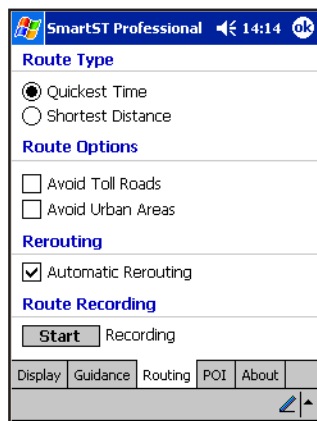 SmartST Professional 14:14 ok
Route Type
Quickest Time
Shortest Distance
Route Options
Avoid Toll Roads
Avoid Urban Areas
Rerouting
Automatic Rerouting
Route Recording
Start Recording
Display Guidance Routing POI About